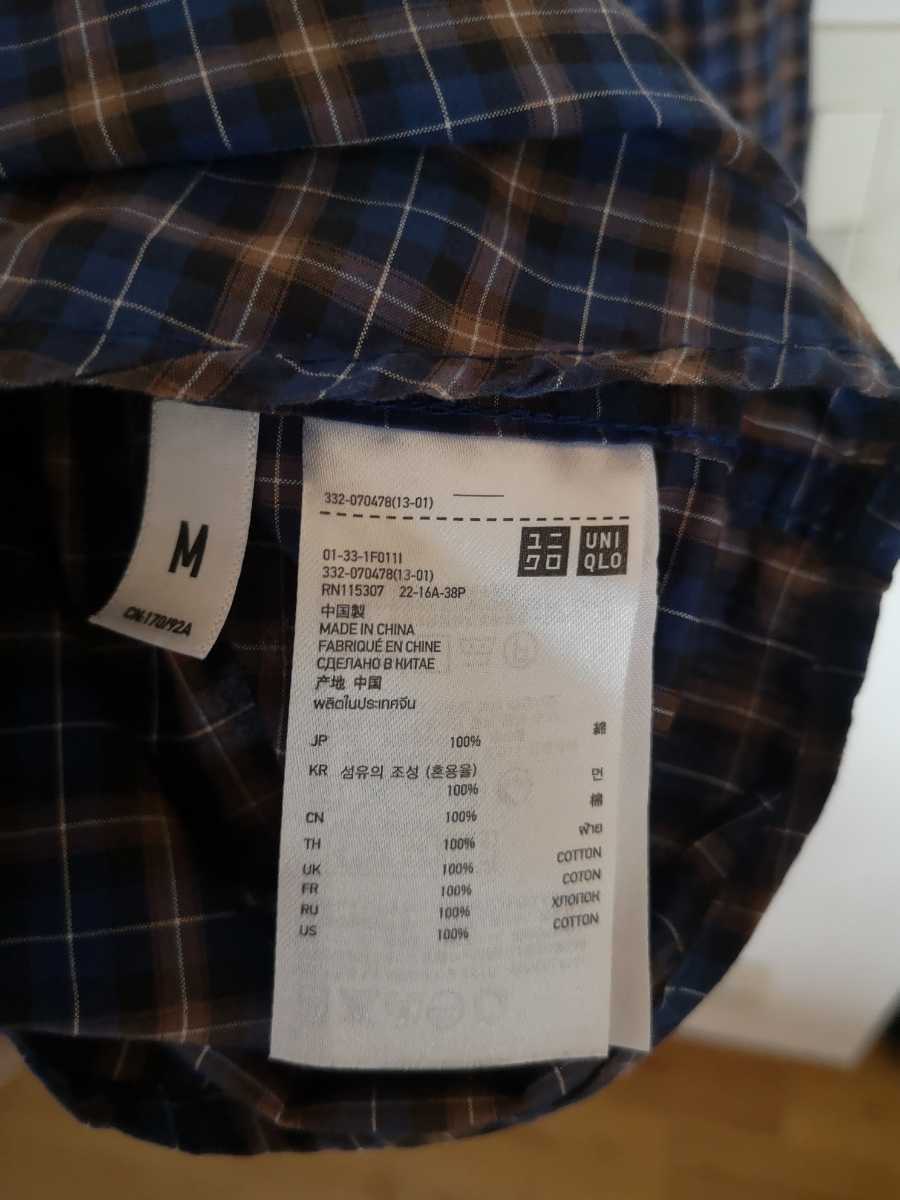 M
CN:170/92A
332-070478(13-01)
ユニ
クロ
UNI
QLO
01-33-1F011I
332-070478(13-01)
RN115307 22-16A-38P
中国製
MADE IN CHINA
FABRIQUÉ EN CHINE
СДЕЛАНО В КИТАЕ
产地 中国
ผลิตในประเทศจีน
JP 100% 綿
KR 섬유의 조성 (혼용율)
100% 면
CN 100% 棉
TH 100% ฝ้าย
UK 100% COTTON
FR 100% COTON
RU 100% ХЛОПОК
US 100% COTTON